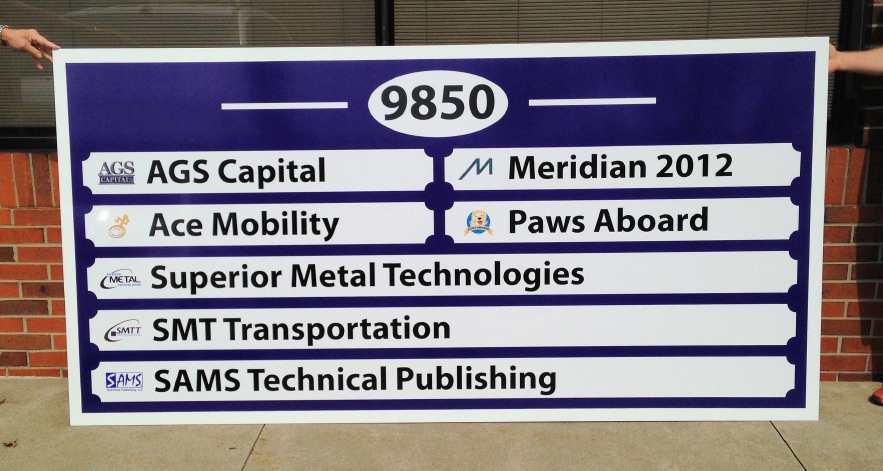 9850
AGS CAPITAL AGS Capital
Meridian 2012
Ace Mobility
Paws Aboard
METAL Superior Metal Technologies
SMTT SMT Transportation
SAMS SAMS Technical Publishing